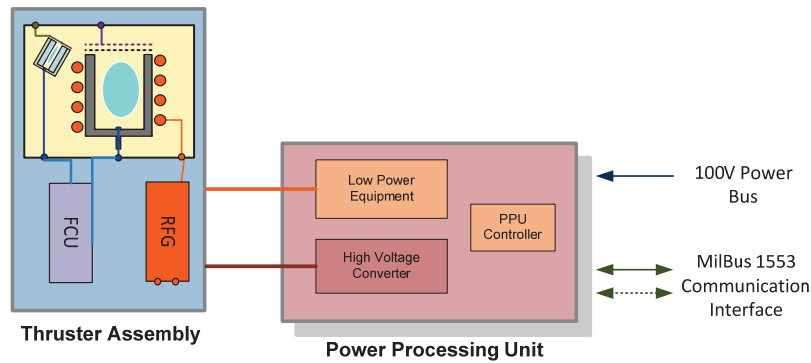 FCU
RFG
Thruster Assembly
Low Power
Equipment
PPU
Controller
High Voltage
Converter
Power Processing Unit
100V Power
Bus
MilBus 1553
Communication
Interface